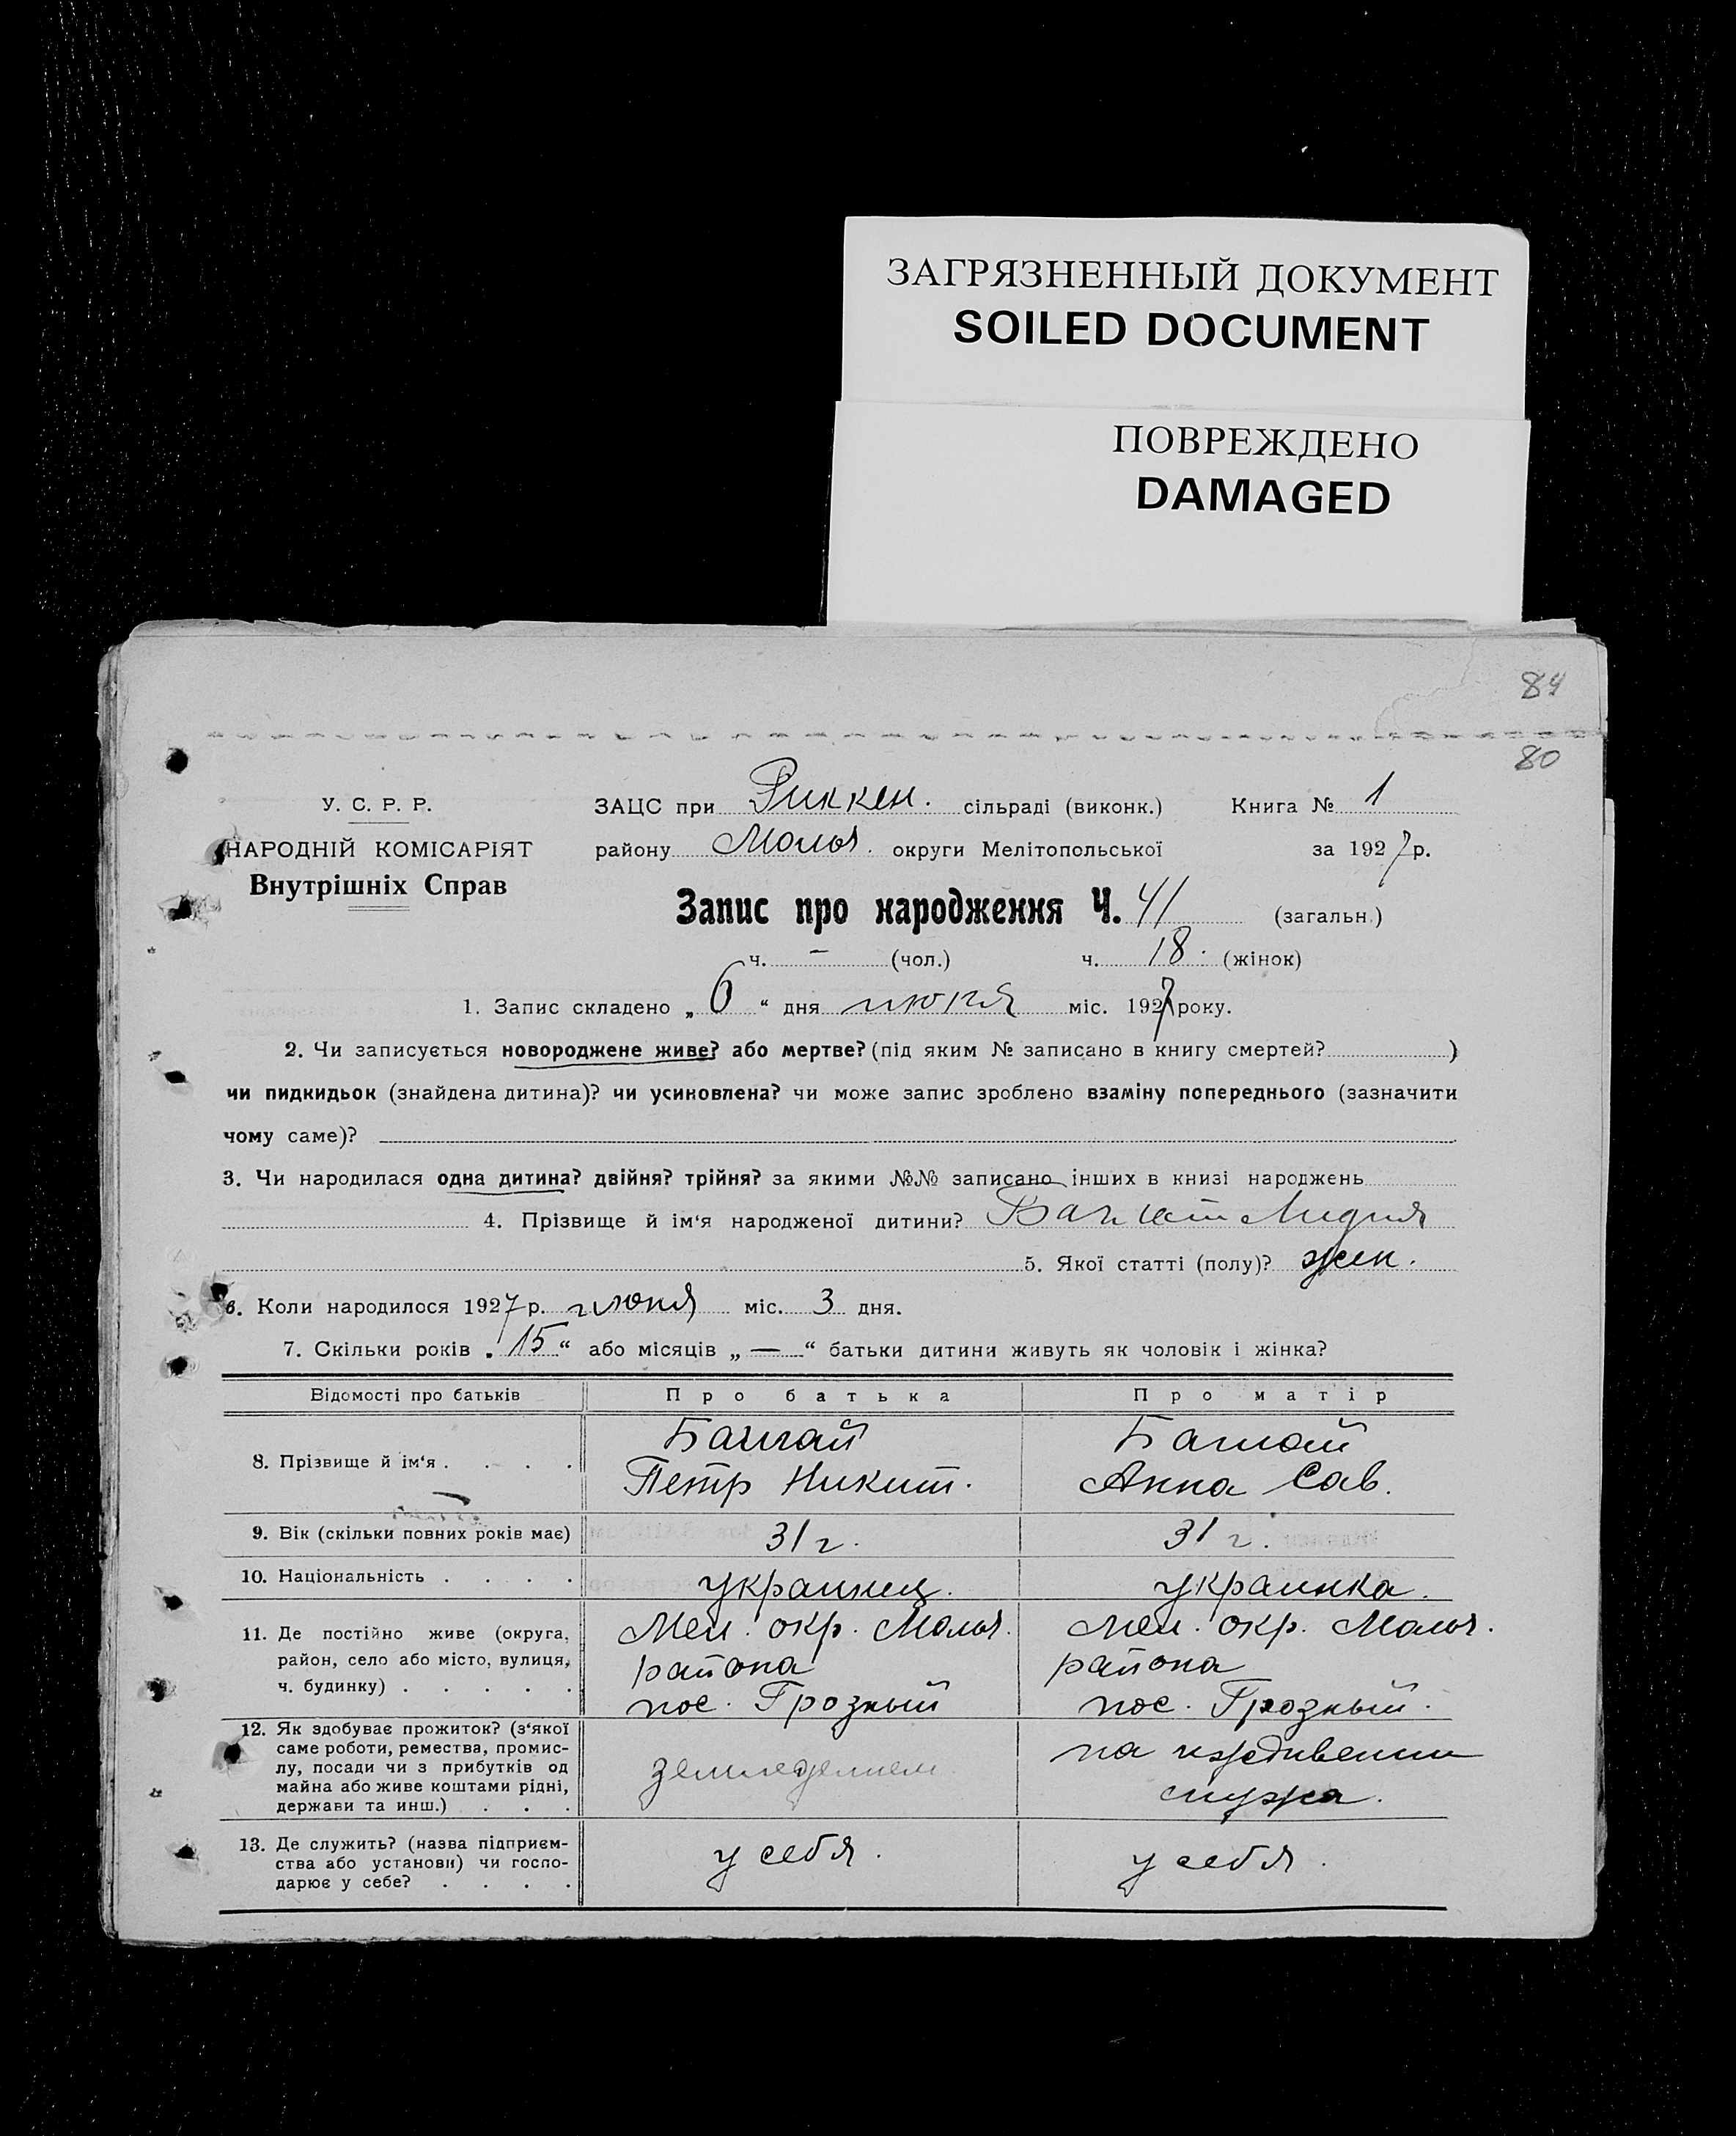 ЗАГРЯЗНЕННЫЙ ДОКУМЕНТ
SOILED DOCUMENT
ПОВРЕЖДЕНО
DAMAGED
84
80
У. С. Р. Р.
НАРОДНІЙ КОМІСАРІЯТ
Внутрішніх Справ
ЗАЦС при Риккен. сільраді (виконк.) Книга № 1
району Молоч. округи Мелітопольської за 1927 р.
Запис про народження Ч. 41 (загальн.)
ч. – (чол.) ч. 18. (жінок)
1. Запис складено „ 6 “ дня июня міс. 1927 року.
2. Чи записується новороджене живе? або мертве? (під яким № записано в книгу смертей? )
чи пидкидьок (знайдена дитина)? чи усиновлена? чи може запис зроблено взаміну попереднього (зазначити
чому саме)?
3. Чи народилася одна дитина? двійня? трійня? за якими №№ записано інших в книзі народжень
4. Прізвище й ім‘я народженої дитини? Лидия
5. Якої статті (полу)? жен.
6. Коли народилося 1927 р. июня міс. 3 дня.
7. Скільки років „ 15 “ або місяців „ — “ батьки дитини живуть як чоловік і жінка?
Відомості про батьків Про батька Про матір
8. Прізвище й ім‘я . . . .
Петр Никит.
Анна Сав.
9. Вік (скільки повних років має) 31 г. 31 г.
10. Національність . . . . украинец. украинка.
11. Де постійно живе (округа, район, село або місто, вулиця, ч. будинку) . . . . .
Мел. окр. Молоч.
района
пос. Грозный
Мел. окр. Молоч.
района
пос. Грозный.
12. Як здобуває прожиток? (з‘якої
саме роботи, ремества, промис-
лу, посади чи з прибутків од
майна або живе коштами рідні,
держави та инш.) . . .
земледелием
на иждивении
мужа.
13. Де служить? (назва підприєм-
ства або установи) чи госпо-
дарює у себе? . . . .
у себя.
у себя.